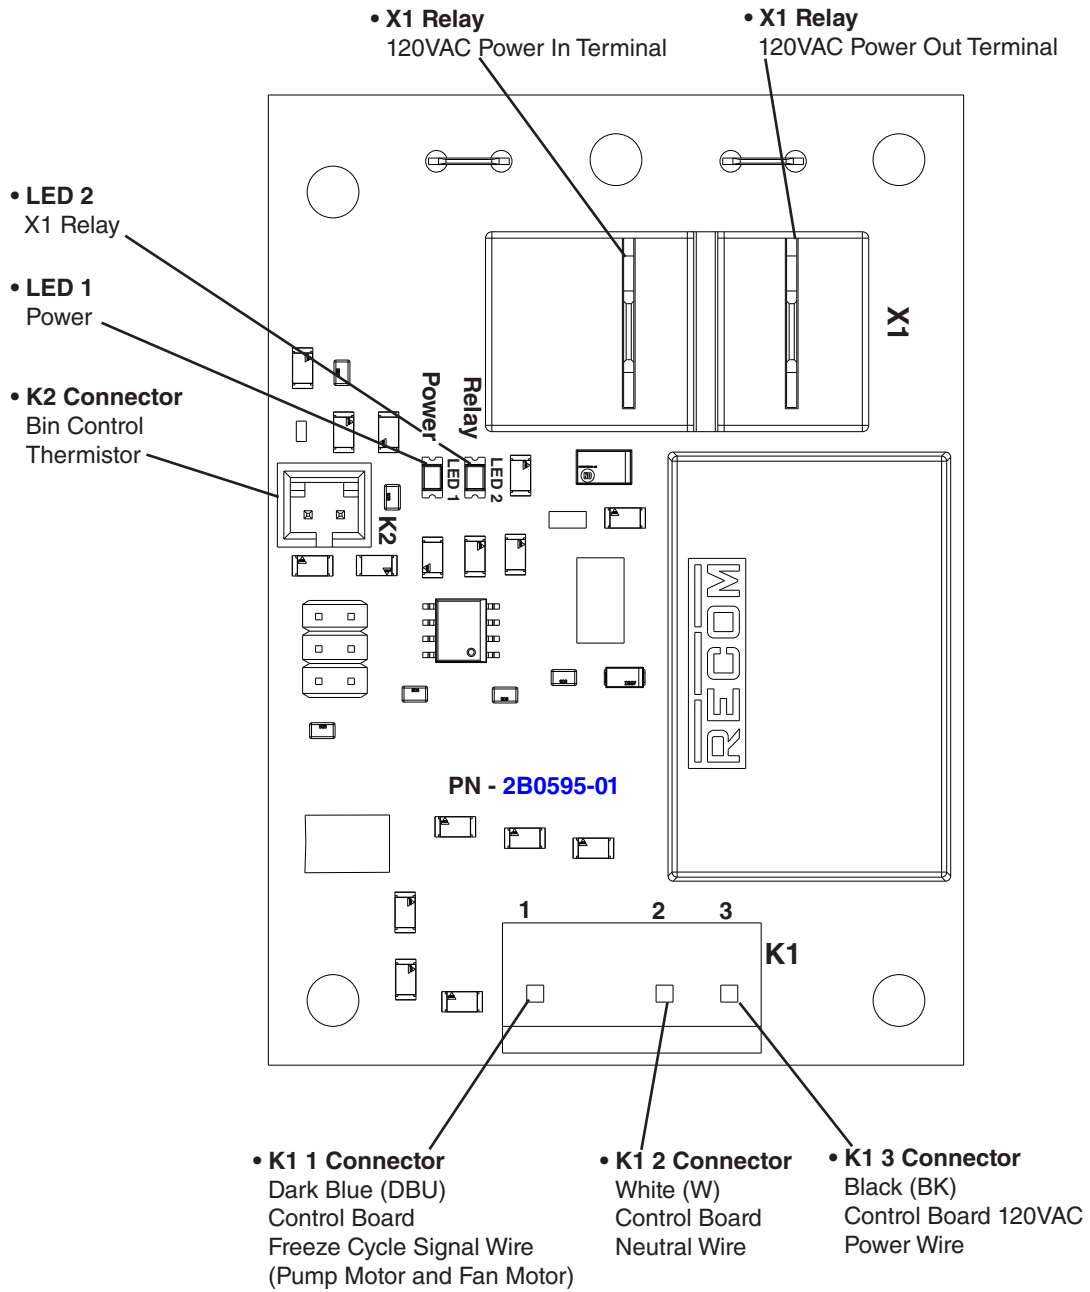 • X1 Relay
120VAC Power In Terminal
• X1 Relay
120VAC Power Out Terminal
• LED 2
X1 Relay
• LED 1
Power
• K2 Connector
Bin Control
Thermistor
X1
Power
Relay
LED 1
LED 2
K2
RECOM
PN - 2B0595-01
1
2
3
K1
• K1 1 Connector
Dark Blue (DBU)
Control Board
Freeze Cycle Signal Wire
(Pump Motor and Fan Motor)
• K1 2 Connector
White (W)
Control Board
Neutral Wire
• K1 3 Connector
Black (BK)
Control Board 120VAC
Power Wire